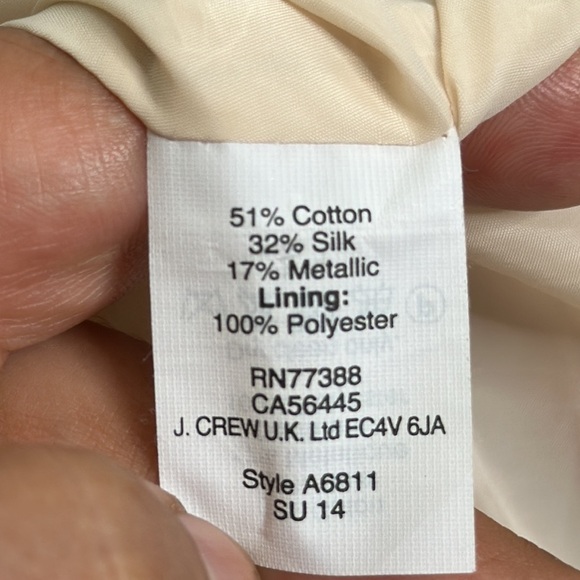 51% Cotton
32% Silk
17% Metallic
Lining:
100% Polyester
RN77388
CA56445
J. CREW U.K. Ltd EC4V 6JA
Style A6811
SU 14